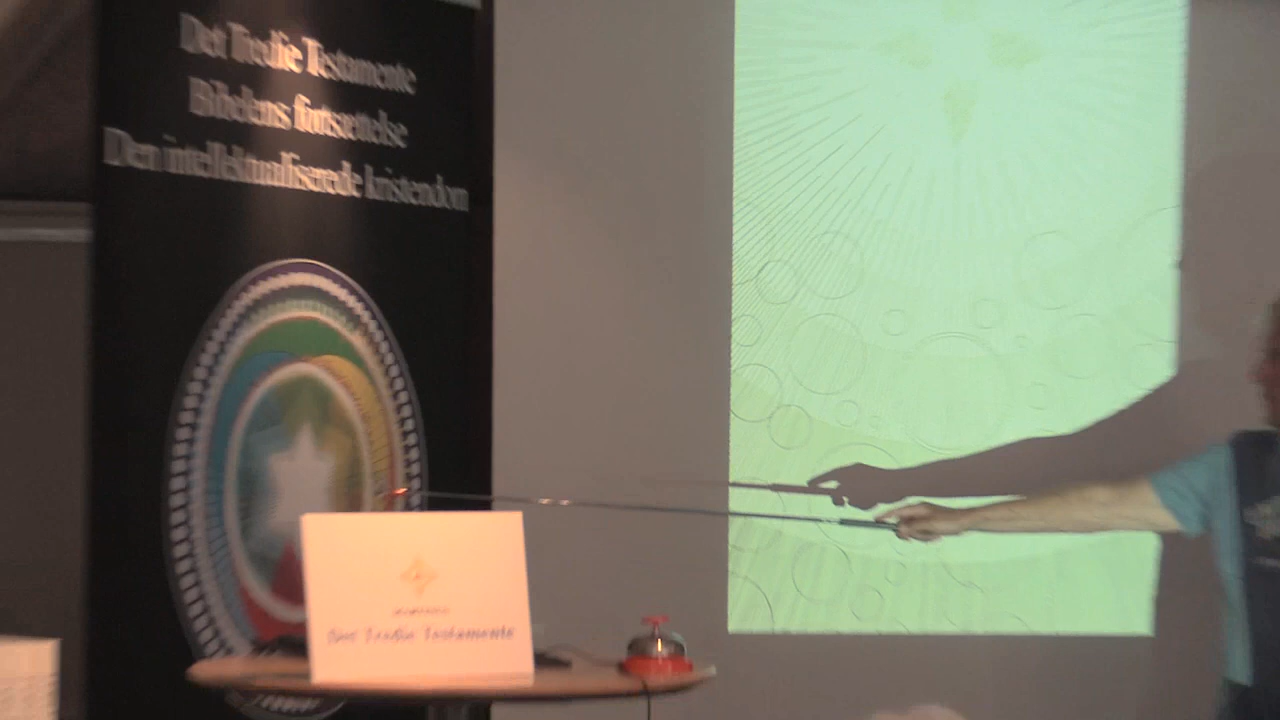 Det Tredie Testamente
Bibelens fortsættelse
Den intellektualiserede kristendom
Det Tredie Testamente